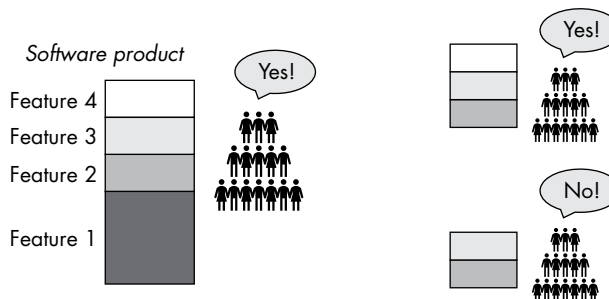 Software product
Feature 4
Feature 3
Feature 2
Feature 1
Yes!
Yes!
No!